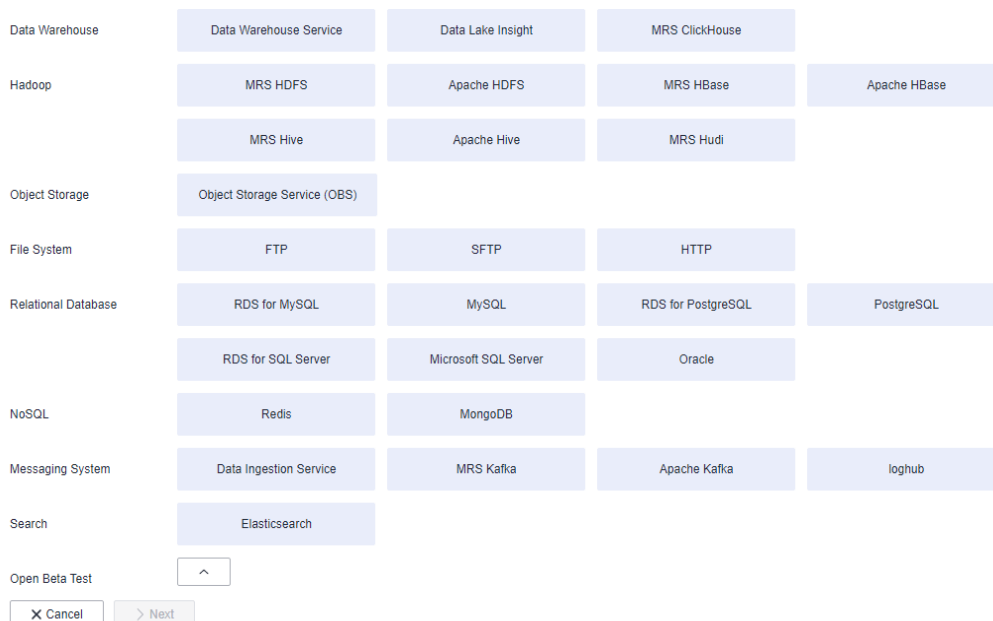 Data Warehouse Data Warehouse Service Data Lake Insight MRS ClickHouse
Hadoop MRS HDFS Apache HDFS MRS HBase Apache HBase
MRS Hive Apache Hive MRS Hudi
Object Storage Object Storage Service (OBS)
File System FTP SFTP HTTP
Relational Database RDS for MySQL MySQL RDS for PostgreSQL PostgreSQL
RDS for SQL Server Microsoft SQL Server Oracle
NoSQL Redis MongoDB
Messaging System Data Ingestion Service MRS Kafka Apache Kafka loghub
Search Elasticsearch
Open Beta Test
Cancel Next